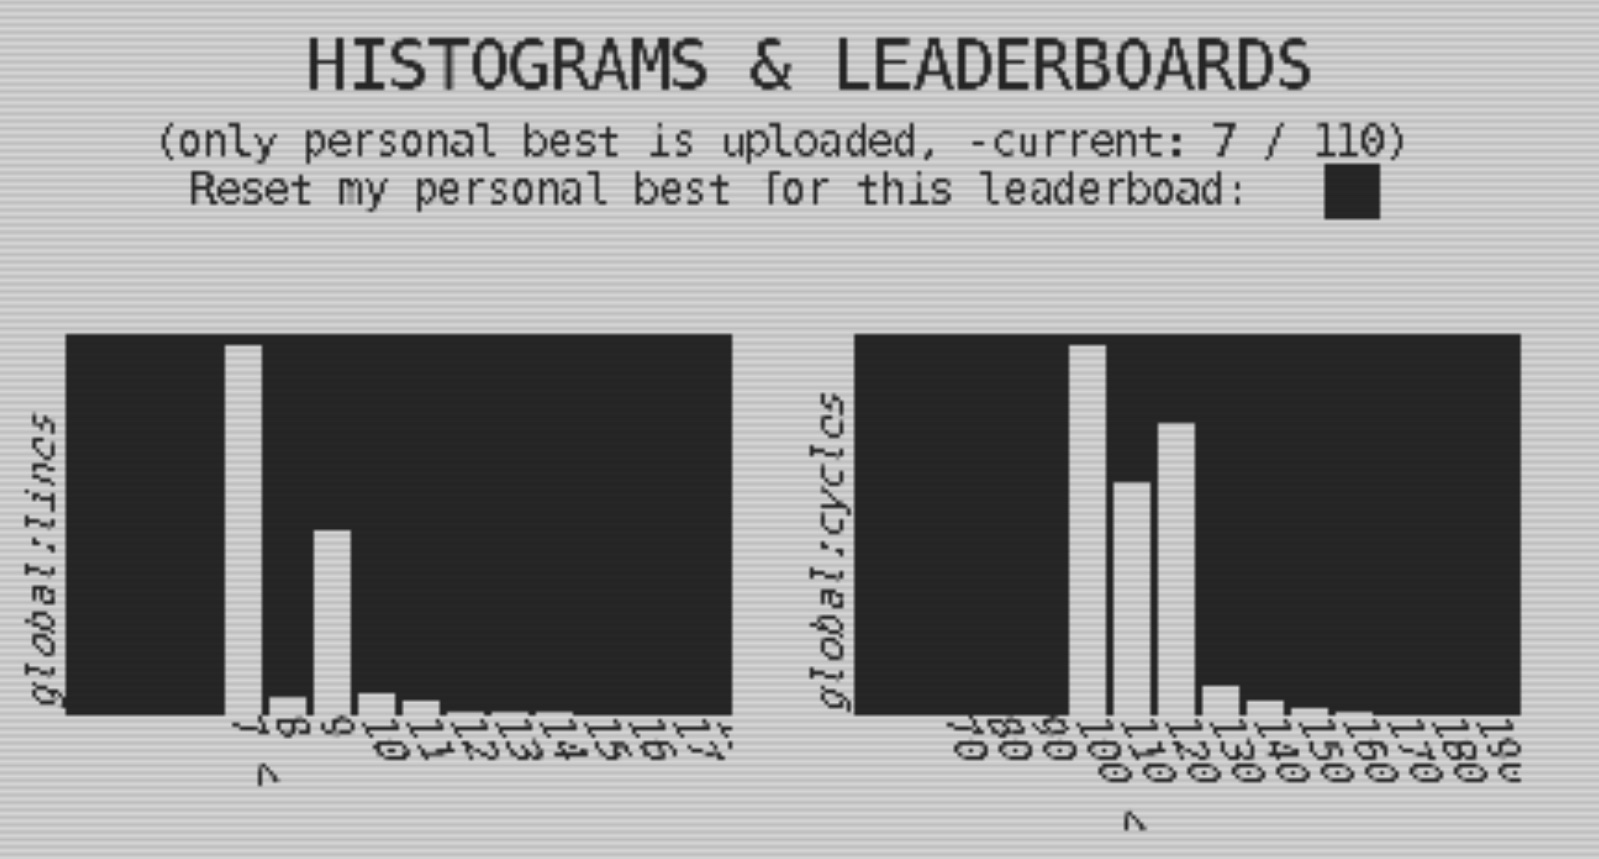 HISTOGRAMS & LEADERBOARDS
(only personal best is uploaded, -current: 7 / 110)
Reset my personal best for this leaderboad:
global:lines
7 8 9 10 11 12 13 14 15 16 17
^
global:cycles
70 80 90 100 110 120 130 140 150 160 170 180 190
^